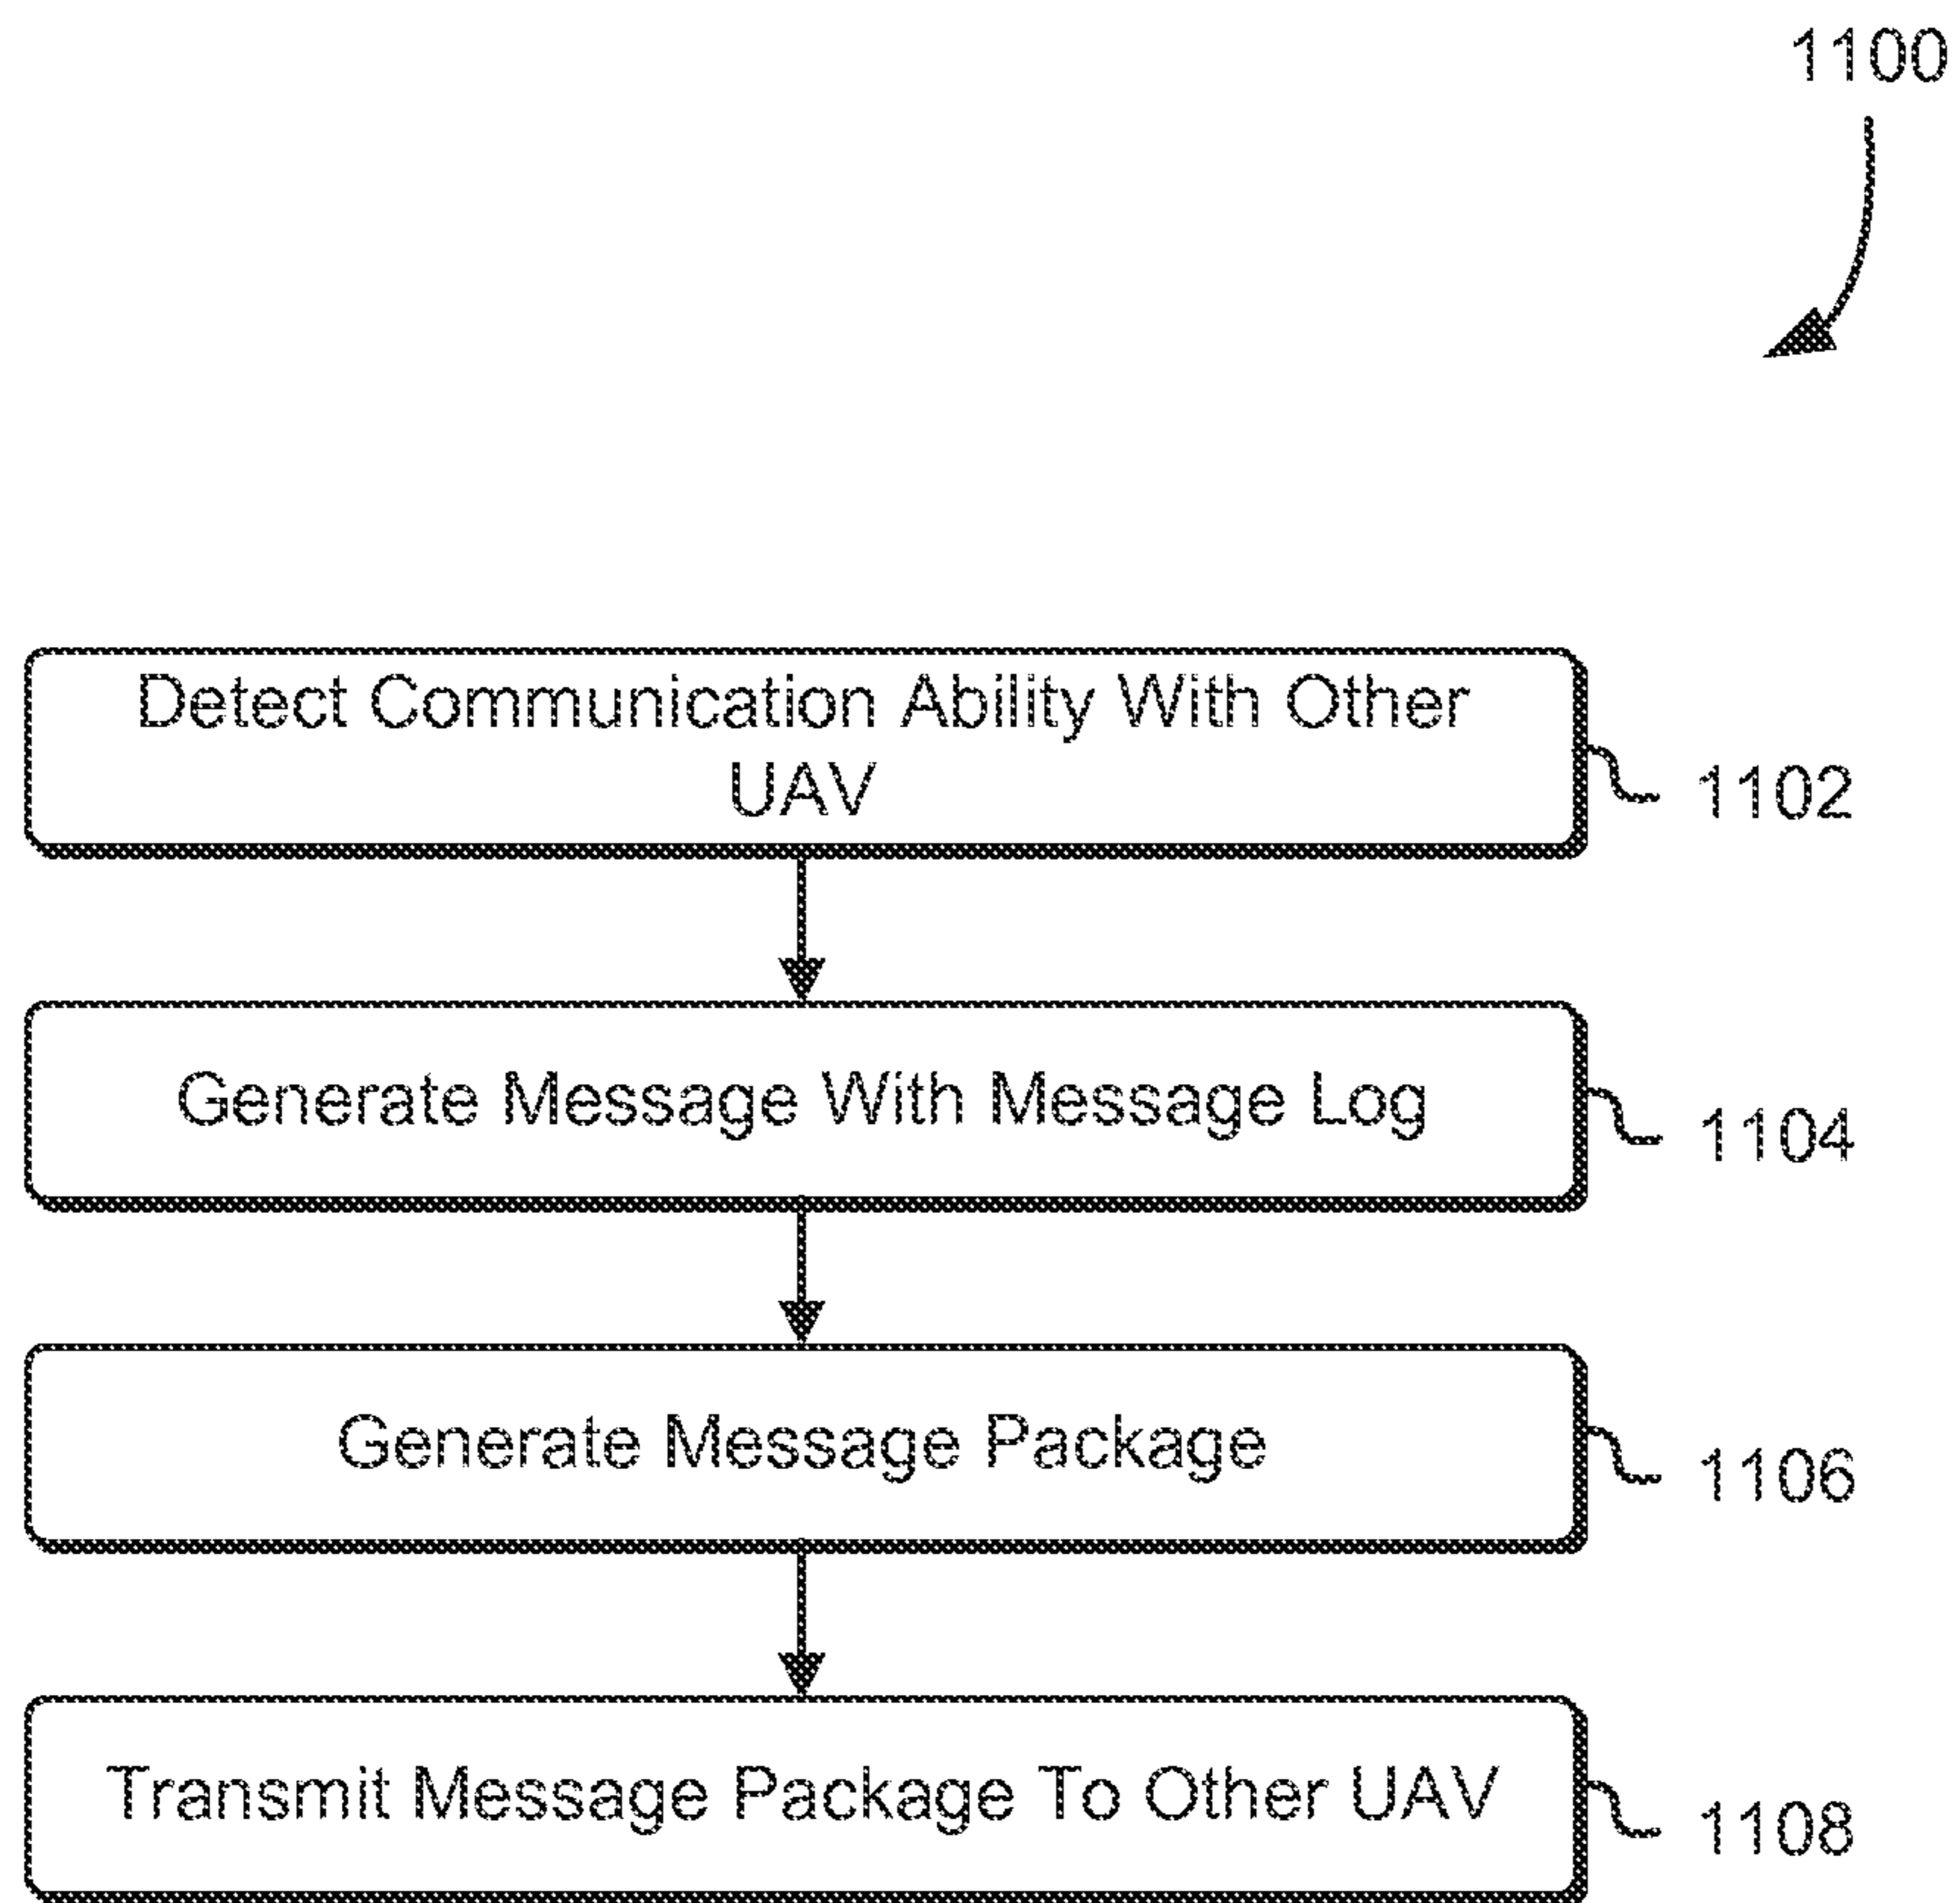 1100
Detect Communication Ability With Other
UAV
1102
Generate Message With Message Log
1104
Generate Message Package
1106
Transmit Message Package To Other UAV
1108